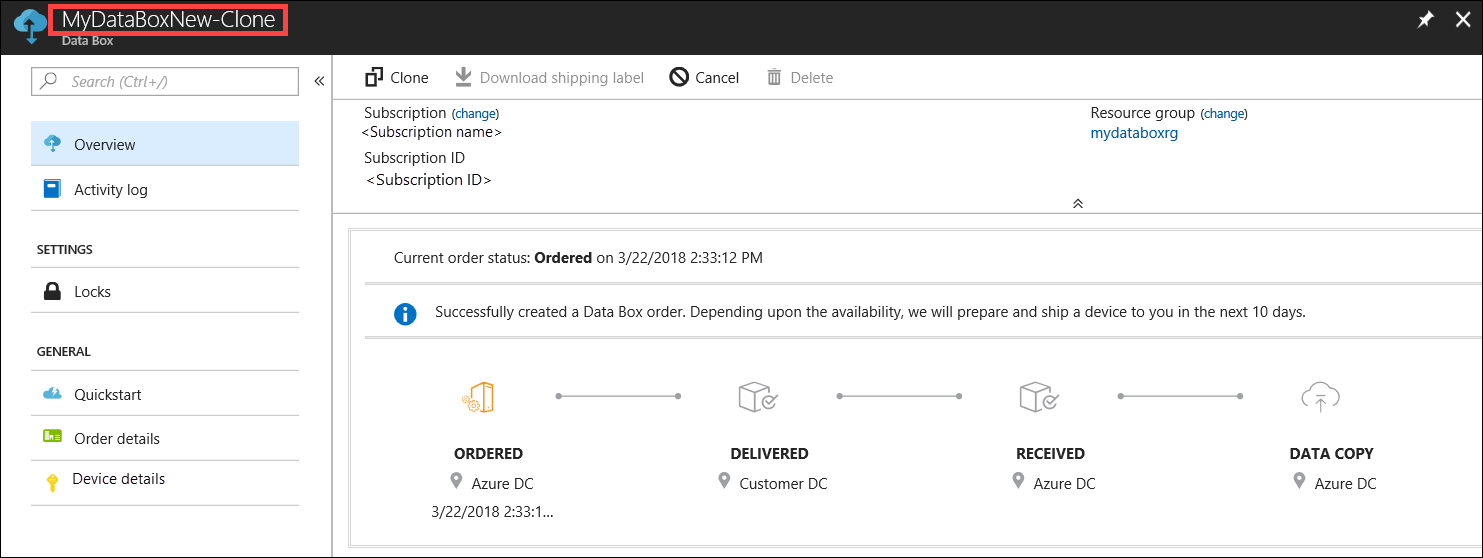 MyDataBoxNew-Clone
Data Box
Search (Ctrl+/)
Overview
Activity log
SETTINGS
Locks
GENERAL
Quickstart
Order details
Device details
Clone Download shipping label Cancel Delete
Subscription (change) Resource group (change)
<Subscription name> mydataboxrg
Subscription ID
<Subscription ID>
Current order status: Ordered on 3/22/2018 2:33:12 PM
Successfully created a Data Box order. Depending upon the availability, we will prepare and ship a device to you in the next 10 days.
ORDERED DELIVERED RECEIVED DATA COPY
Azure DC Customer DC Azure DC Azure DC
3/22/2018 2:33:1...